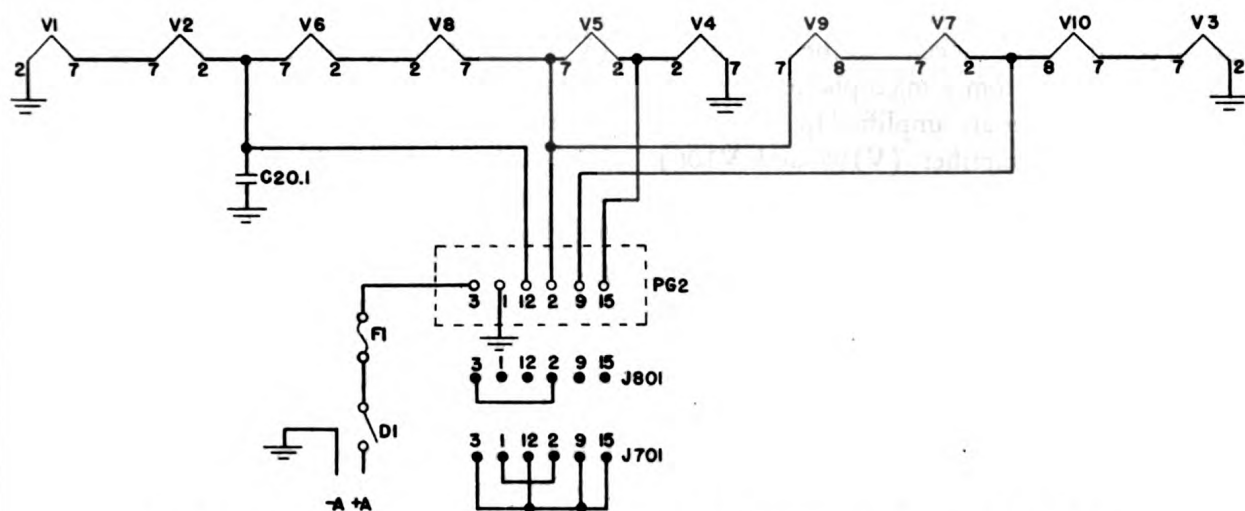 V1 V2 V6 V8 V5 V4 V9 V7 V10 V3
2 7 7 2 7 2 2 7 7 2 2 7 7 8 7 2 8 7 7 2
C20.1
PG2
3 1 12 2 9 15
F1
3 1 12 2 9 15
J801
D1
3 1 12 2 9 15
J701
-A +A